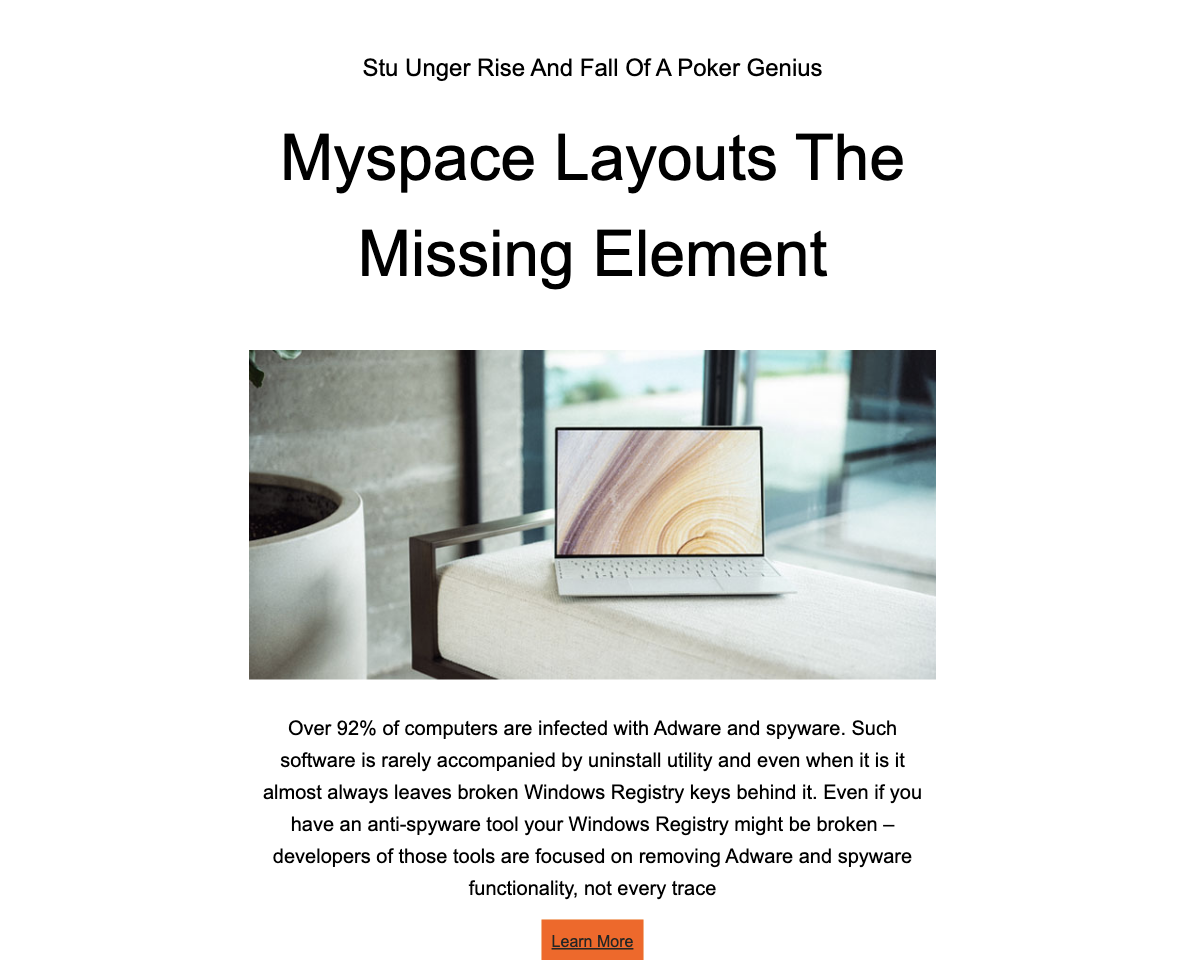 Stu Unger Rise And Fall Of A Poker Genius
Myspace Layouts The
Missing Element
Over 92% of computers are infected with Adware and spyware. Such
software is rarely accompanied by uninstall utility and even when it is it
almost always leaves broken Windows Registry keys behind it. Even if you
have an anti-spyware tool your Windows Registry might be broken –
developers of those tools are focused on removing Adware and spyware
functionality, not every trace
Learn More